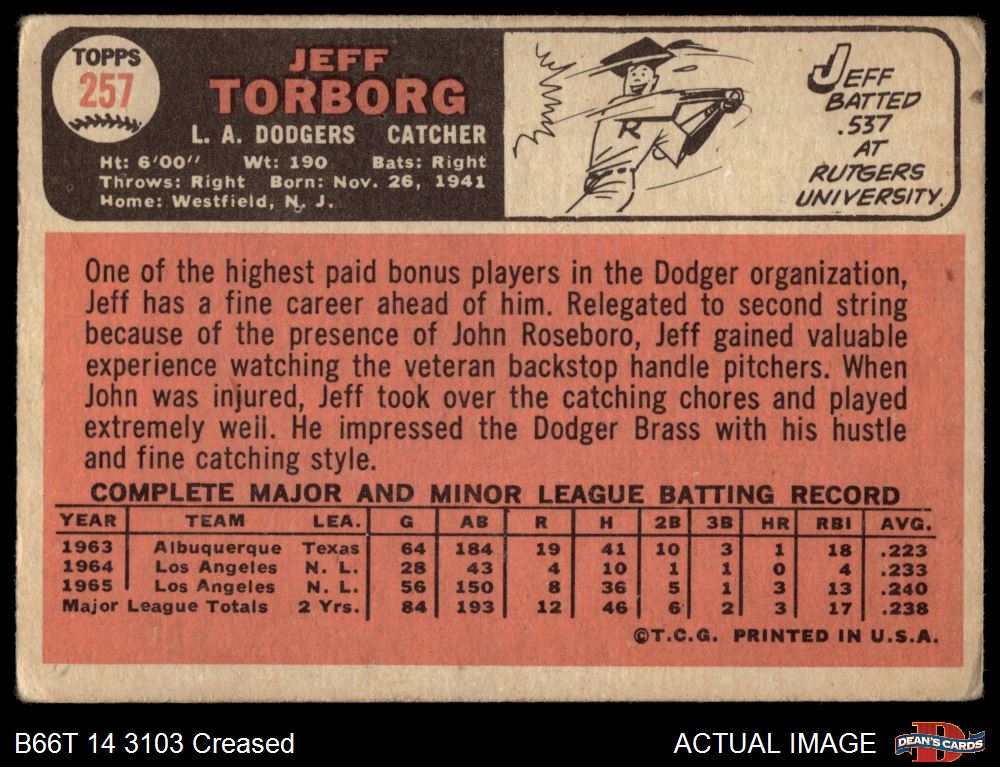 TOPPS
257
JEFF
TORBORG
L. A. DODGERS CATCHER
Ht: 6'00" Wt: 190 Bats: Right
Throws: Right Born: Nov. 26, 1941
Home: Westfield, N. J.
R
JEFF
BATTED
.537
AT
RUTGERS
UNIVERSITY.
One of the highest paid bonus players in the Dodger organization,
Jeff has a fine career ahead of him. Relegated to second string
because of the presence of John Roseboro, Jeff gained valuable
experience watching the veteran backstop handle pitchers. When
John was injured, Jeff took over the catching chores and played
extremely well. He impressed the Dodger Brass with his hustle
and fine catching style.
COMPLETE MAJOR AND MINOR LEAGUE BATTING RECORD
YEAR TEAM LEA. G AB R H 2B 3B HR RBI AVG.
1963 Albuquerque Texas 64 184 19 41 10 3 1 18 .223
1964 Los Angeles N. L. 28 43 4 10 1 1 0 4 .233
1965 Los Angeles N. L. 56 150 8 36 5 1 3 13 .240
Major League Totals 2 Yrs. 84 193 12 46 6 2 3 17 .238
©T.C.G. PRINTED IN U.S.A.
B66T 14 3103 Creased
ACTUAL IMAGE
D
DEAN'S CARDS